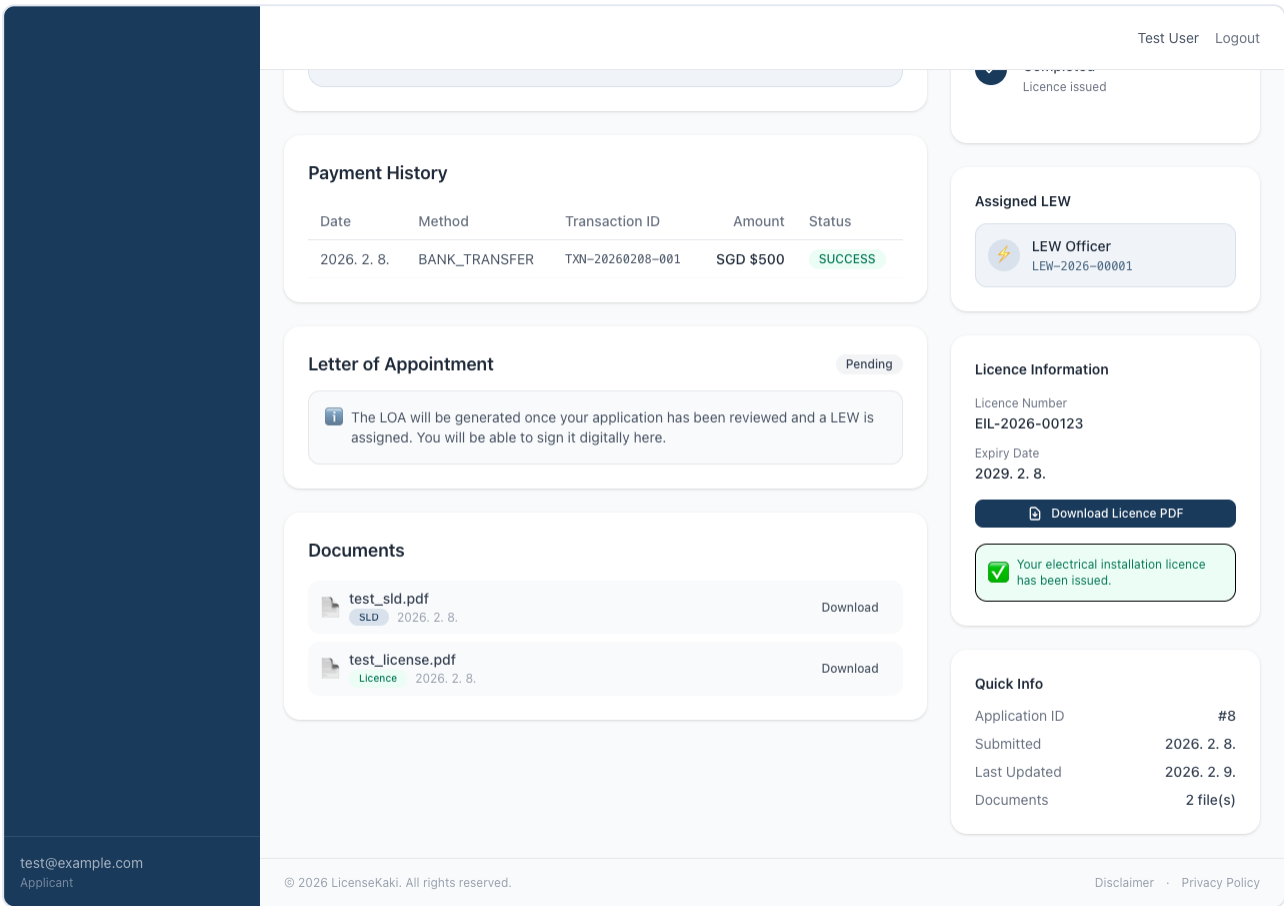 Test User Logout
Completed
Licence issued
Payment History
Date Method Transaction ID Amount Status
2026. 2. 8. BANK_TRANSFER TXN-20260208-001 SGD $500 SUCCESS
Letter of Appointment Pending
The LOA will be generated once your application has been reviewed and a LEW is
assigned. You will be able to sign it digitally here.
Documents
test_sld.pdf
SLD 2026. 2. 8.
Download
test_license.pdf
Licence 2026. 2. 8.
Download
Assigned LEW
LEW Officer
LEW-2026-00001
Licence Information
Licence Number
EIL-2026-00123
Expiry Date
2029. 2. 8.
Download Licence PDF
Your electrical installation licence
has been issued.
Quick Info
Application ID #8
Submitted 2026. 2. 8.
Last Updated 2026. 2. 9.
Documents 2 file(s)
test@example.com
Applicant
© 2026 LicenseKaki. All rights reserved.
Disclaimer · Privacy Policy